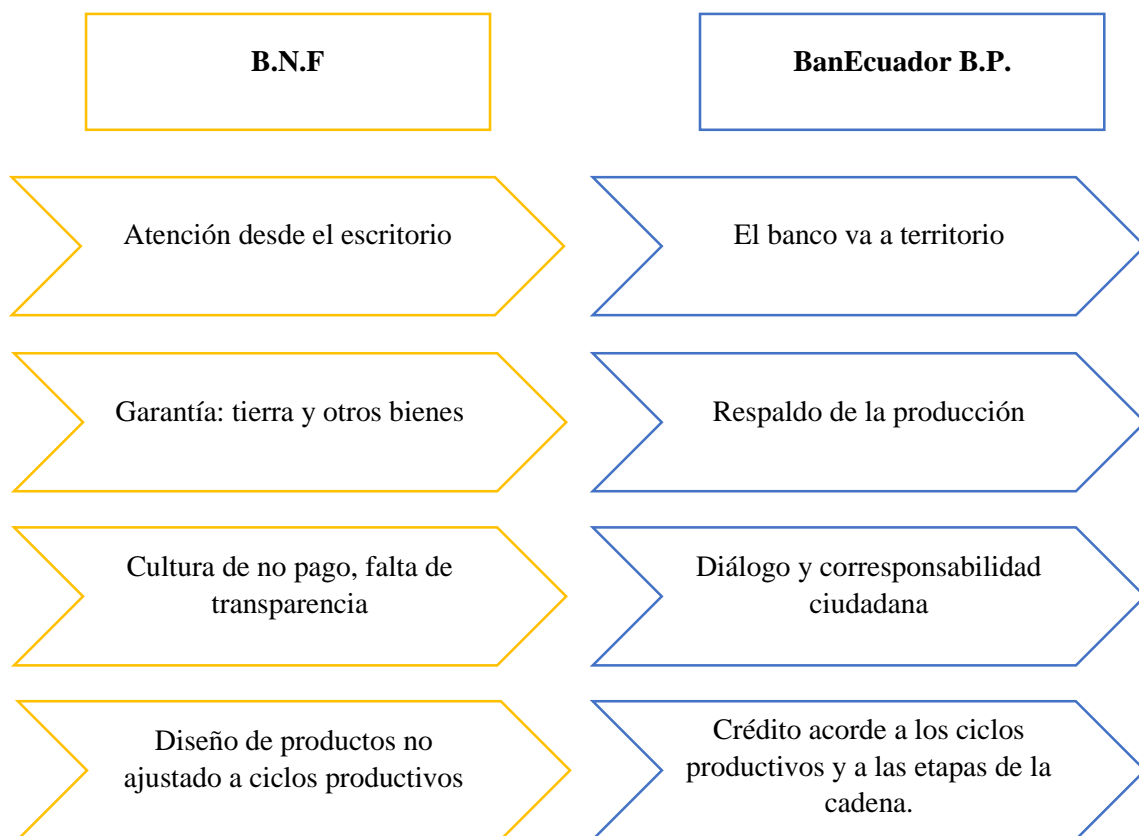 B.N.F
BanEcuador B.P.
Atención desde el escritorio
El banco va a territorio
Garantía: tierra y otros bienes
Respaldo de la producción
Cultura de no pago, falta de
transparencia
Diálogo y corresponsabilidad
ciudadana
Diseño de productos no
ajustado a ciclos productivos
Crédito acorde a los ciclos
productivos y a las etapas de la
cadena.